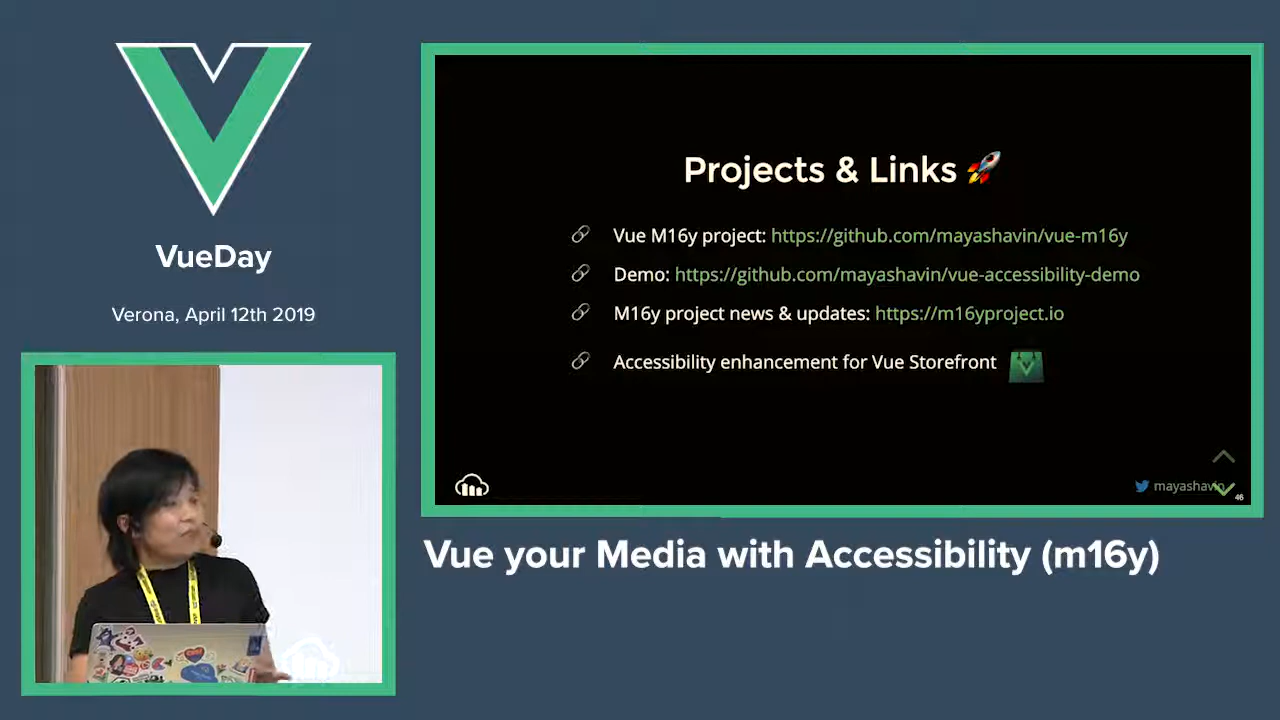 VueDay
Verona, April 12th 2019
Projects & Links 🚀
Vue M16y project: https://github.com/mayashavin/vue-m16y
Demo: https://github.com/mayashavin/vue-accessibility-demo
M16y project news & updates: https://m16yproject.io
Accessibility enhancement for Vue Storefront
mayashavin
46
Vue your Media with Accessibility (m16y)